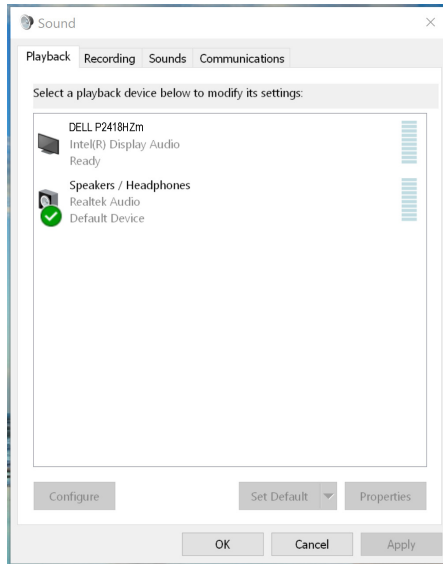 Sound
Playback Recording Sounds Communications
Select a playback device below to modify its settings:
DELL P2418HZm
Intel(R) Display Audio
Ready
Speakers / Headphones
Realtek Audio
Default Device
Configure Set Default Properties
OK Cancel Apply